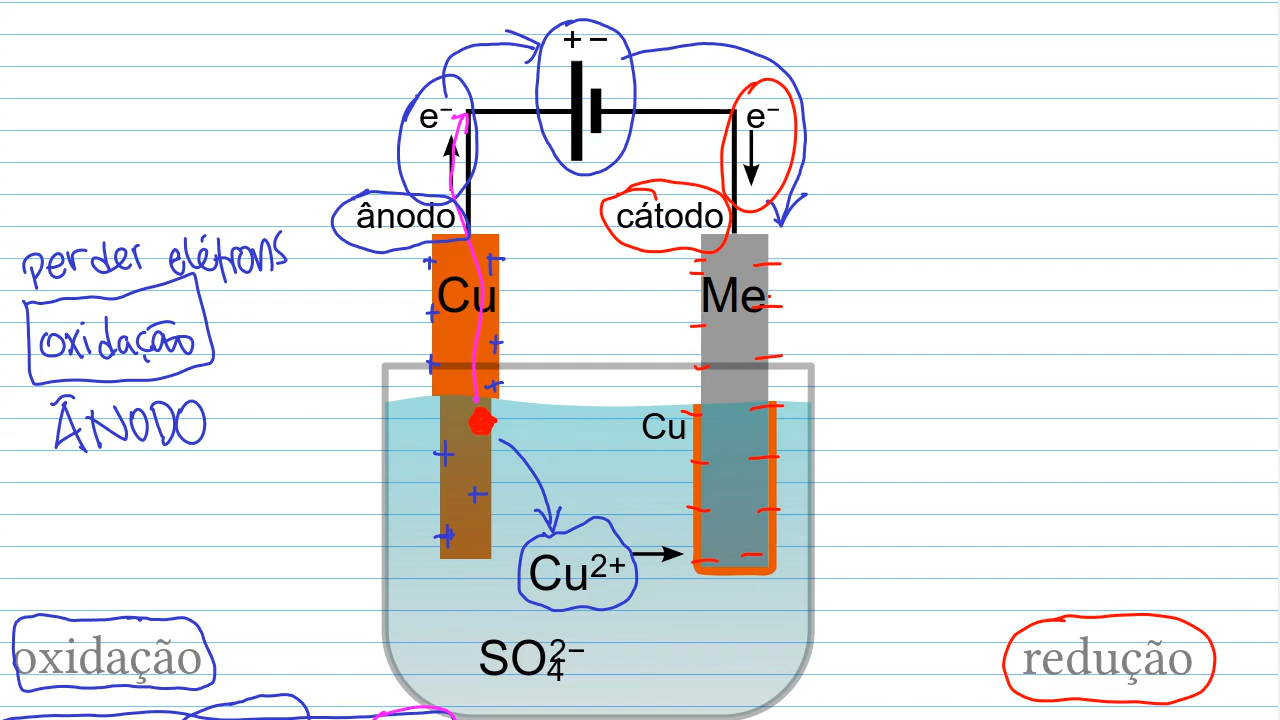 + −
e⁻
e⁻
ânodo
cátodo
perder elétrons
Cu
Me
oxidação
ÂNODO
Cu
Cu²⁺
SO₄²⁻
oxidação
redução